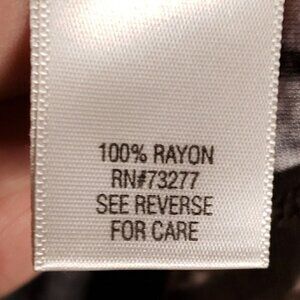 100% RAYON
RN#73277
SEE REVERSE
FOR CARE